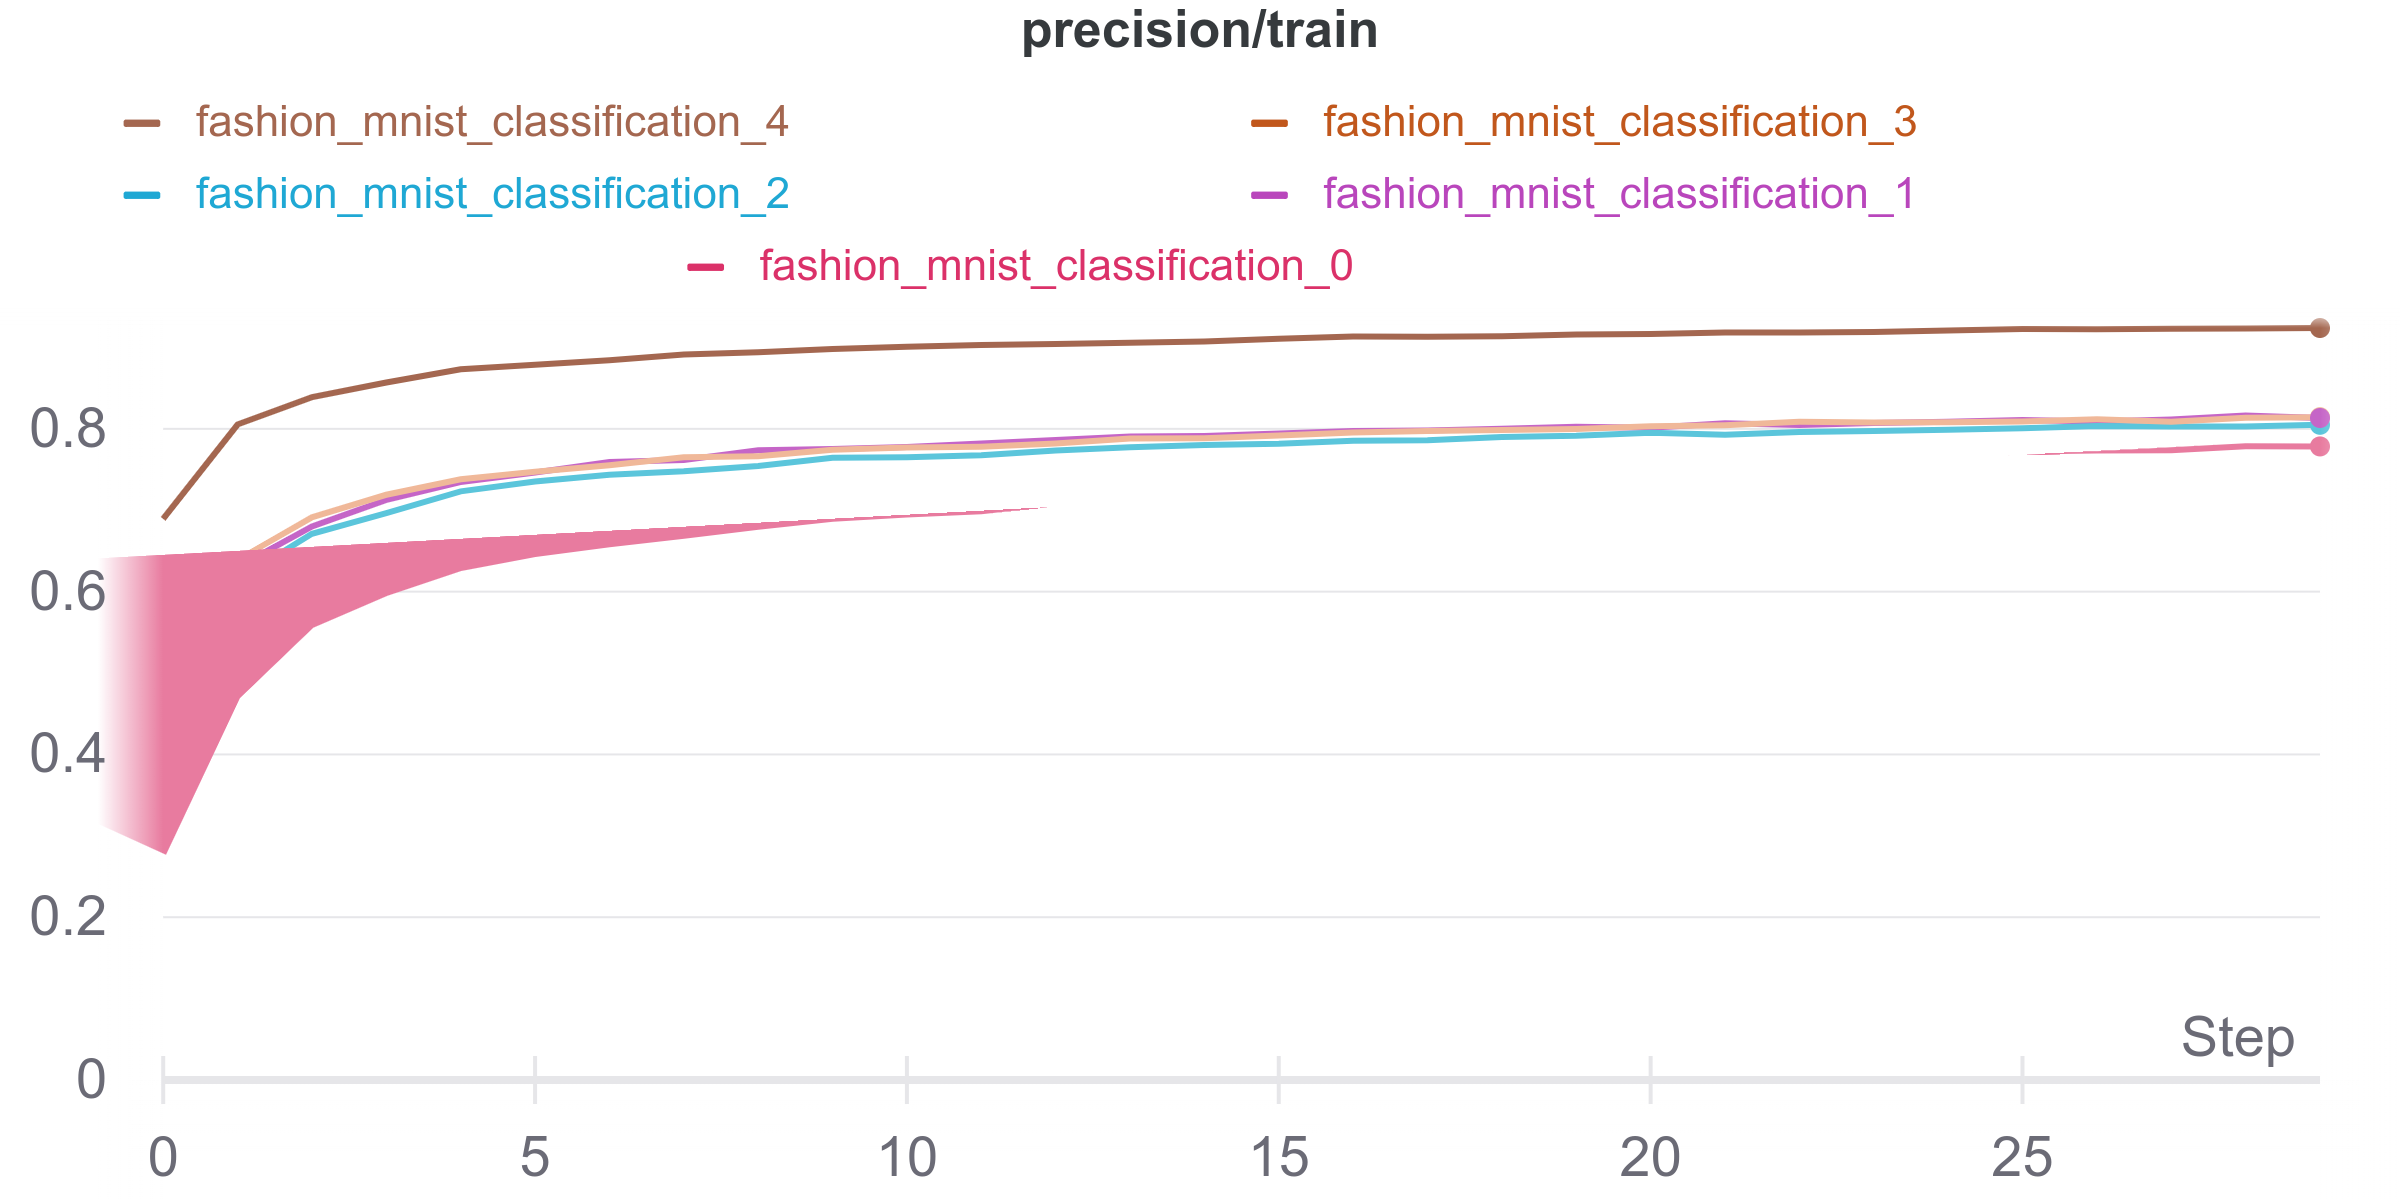 precision/train
fashion_mnist_classification_4 fashion_mnist_classification_3
fashion_mnist_classification_2 fashion_mnist_classification_1
fashion_mnist_classification_0
0.8
0.6
0.4
0.2
Step
0
0 5 10 15 20 25